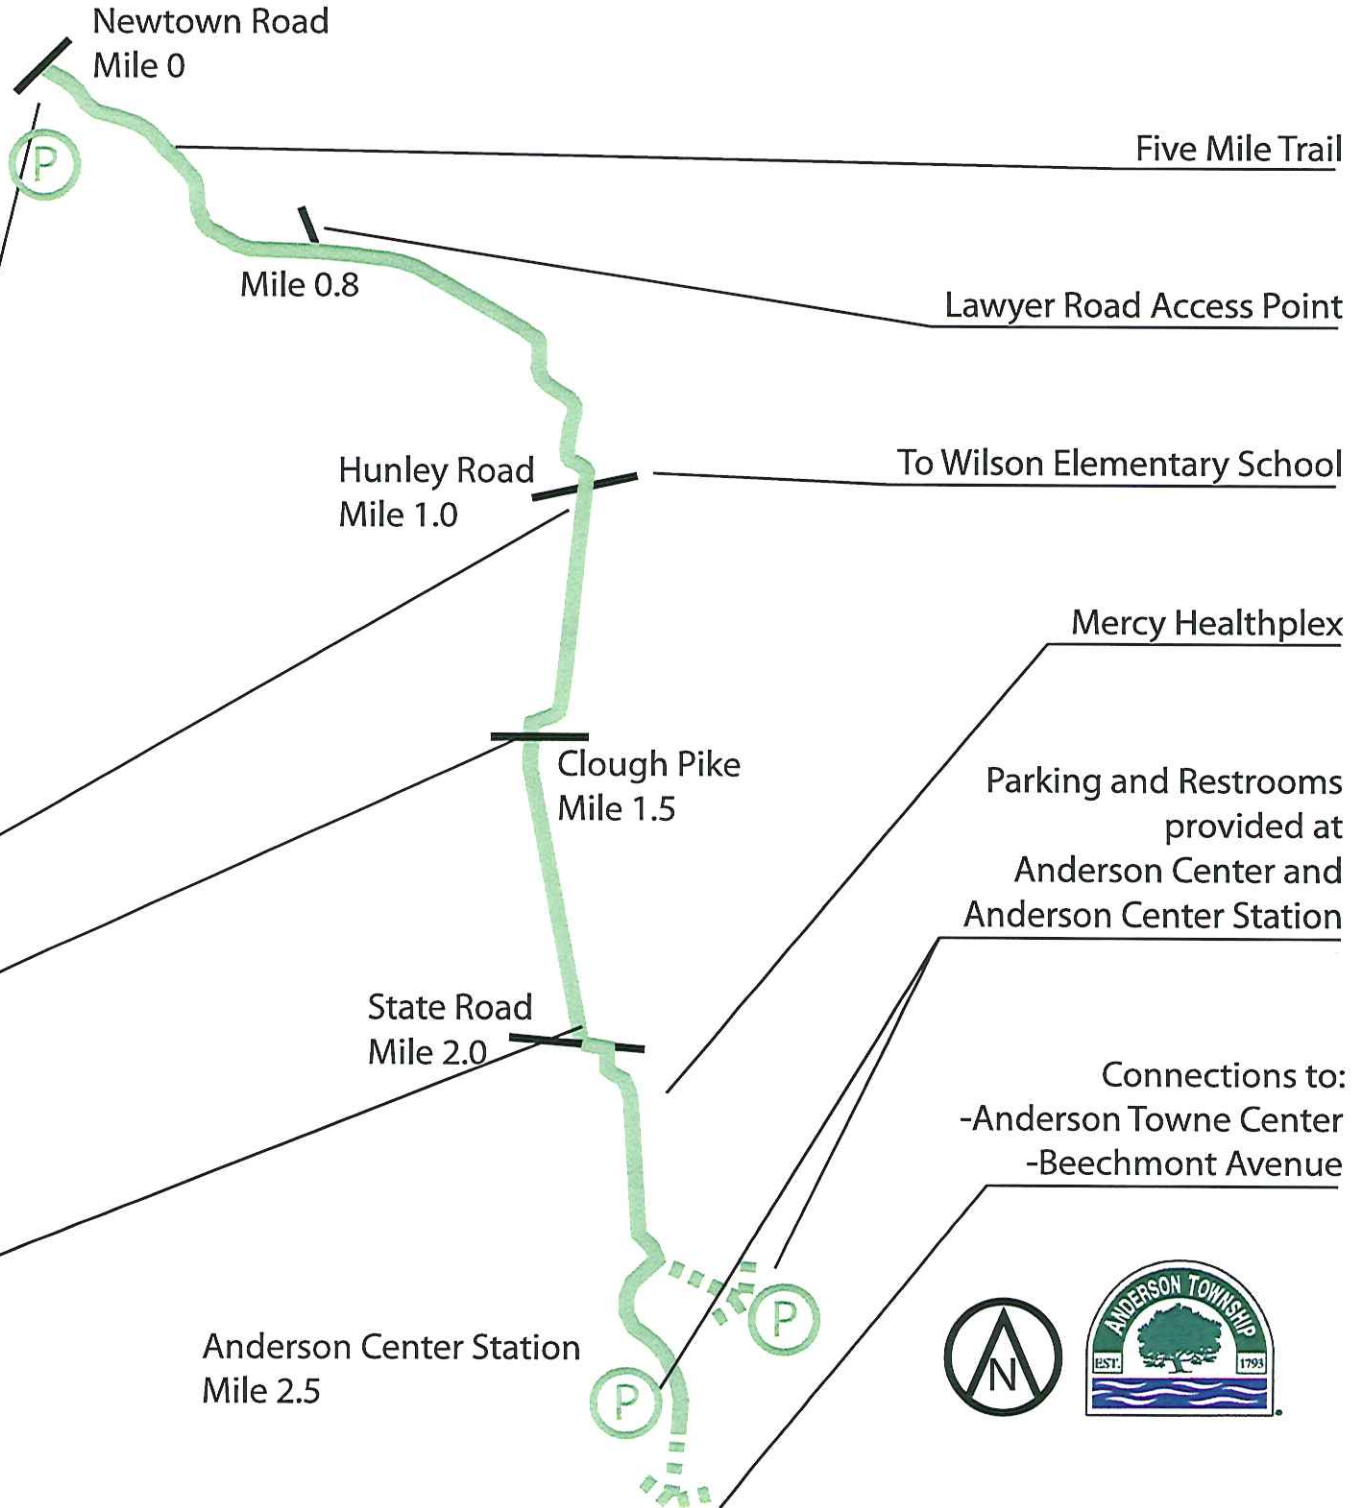 Newtown Road
Mile 0
P
Five Mile Trail
Mile 0.8
Lawyer Road Access Point
Hunley Road
Mile 1.0
To Wilson Elementary School
Mercy Healthplex
Clough Pike
Mile 1.5
Parking and Restrooms
provided at
Anderson Center and
Anderson Center Station
State Road
Mile 2.0
Connections to:
-Anderson Towne Center
-Beechmont Avenue
P
Anderson Center Station
Mile 2.5
P
N
ANDERSON TOWNSHIP
EST. 1793